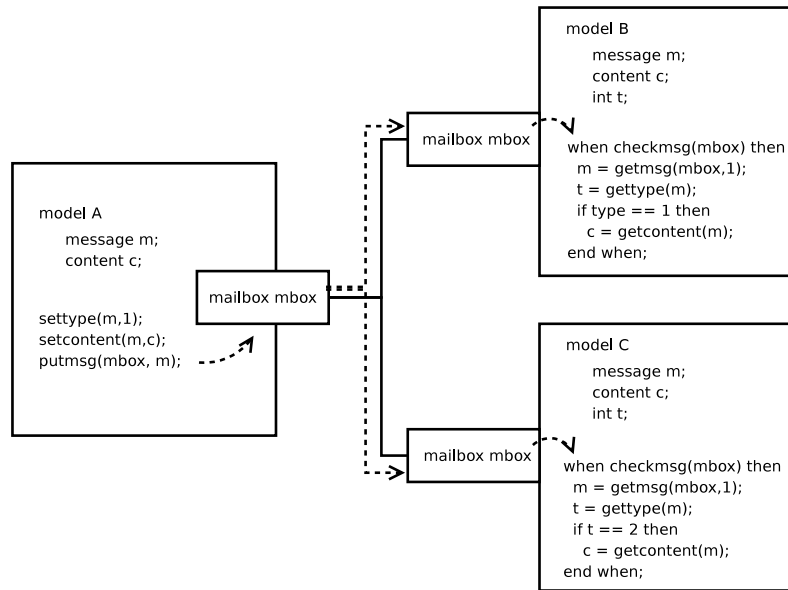 model A
message m;
content c;
settype(m,1);
setcontent(m,c);
putmsg(mbox, m);
mailbox mbox
mailbox mbox
model B
message m;
content c;
int t;
when checkmsg(mbox) then
m = getmsg(mbox,1);
t = gettype(m);
if type == 1 then
c = getcontent(m);
end when;
mailbox mbox
model C
message m;
content c;
int t;
when checkmsg(mbox) then
m = getmsg(mbox,1);
t = gettype(m);
if t == 2 then
c = getcontent(m);
end when;